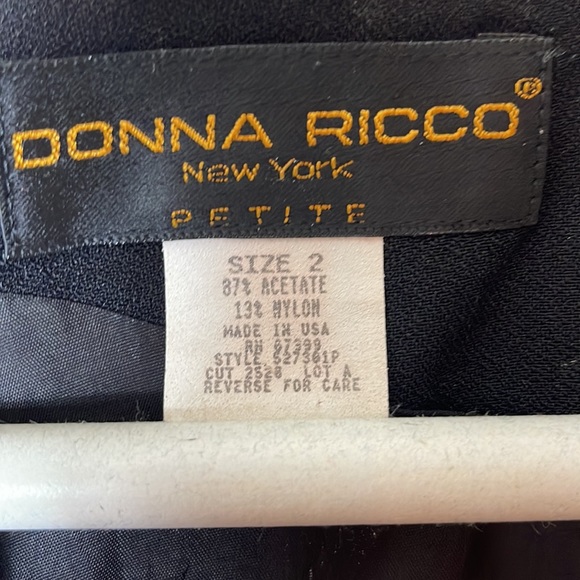 DONNA RICCO®
New York
PETITE
SIZE 2
87% ACETATE
13% NYLON
MADE IN USA
RN 67399
STYLE 527361P
CUT 2528 LOT A
REVERSE FOR CARE